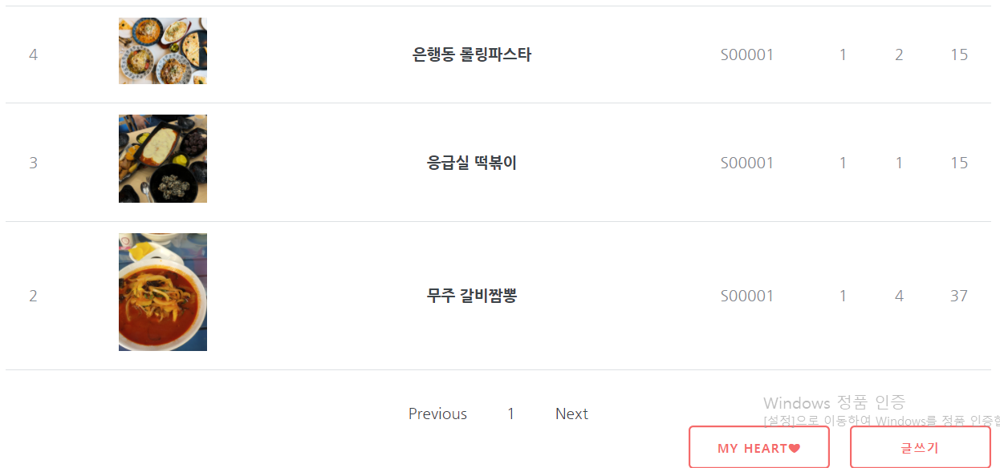 4 은행동 롤링파스타 S00001 1 2 15
3 응급실 떡볶이 S00001 1 1 15
2 무주 갈비짬뽕 S00001 1 4 37
Previous 1 Next
Windows 정품 인증
[설정]으로 이동하여 Windows를 정품 인증합
MY HEART❤ 글쓰기